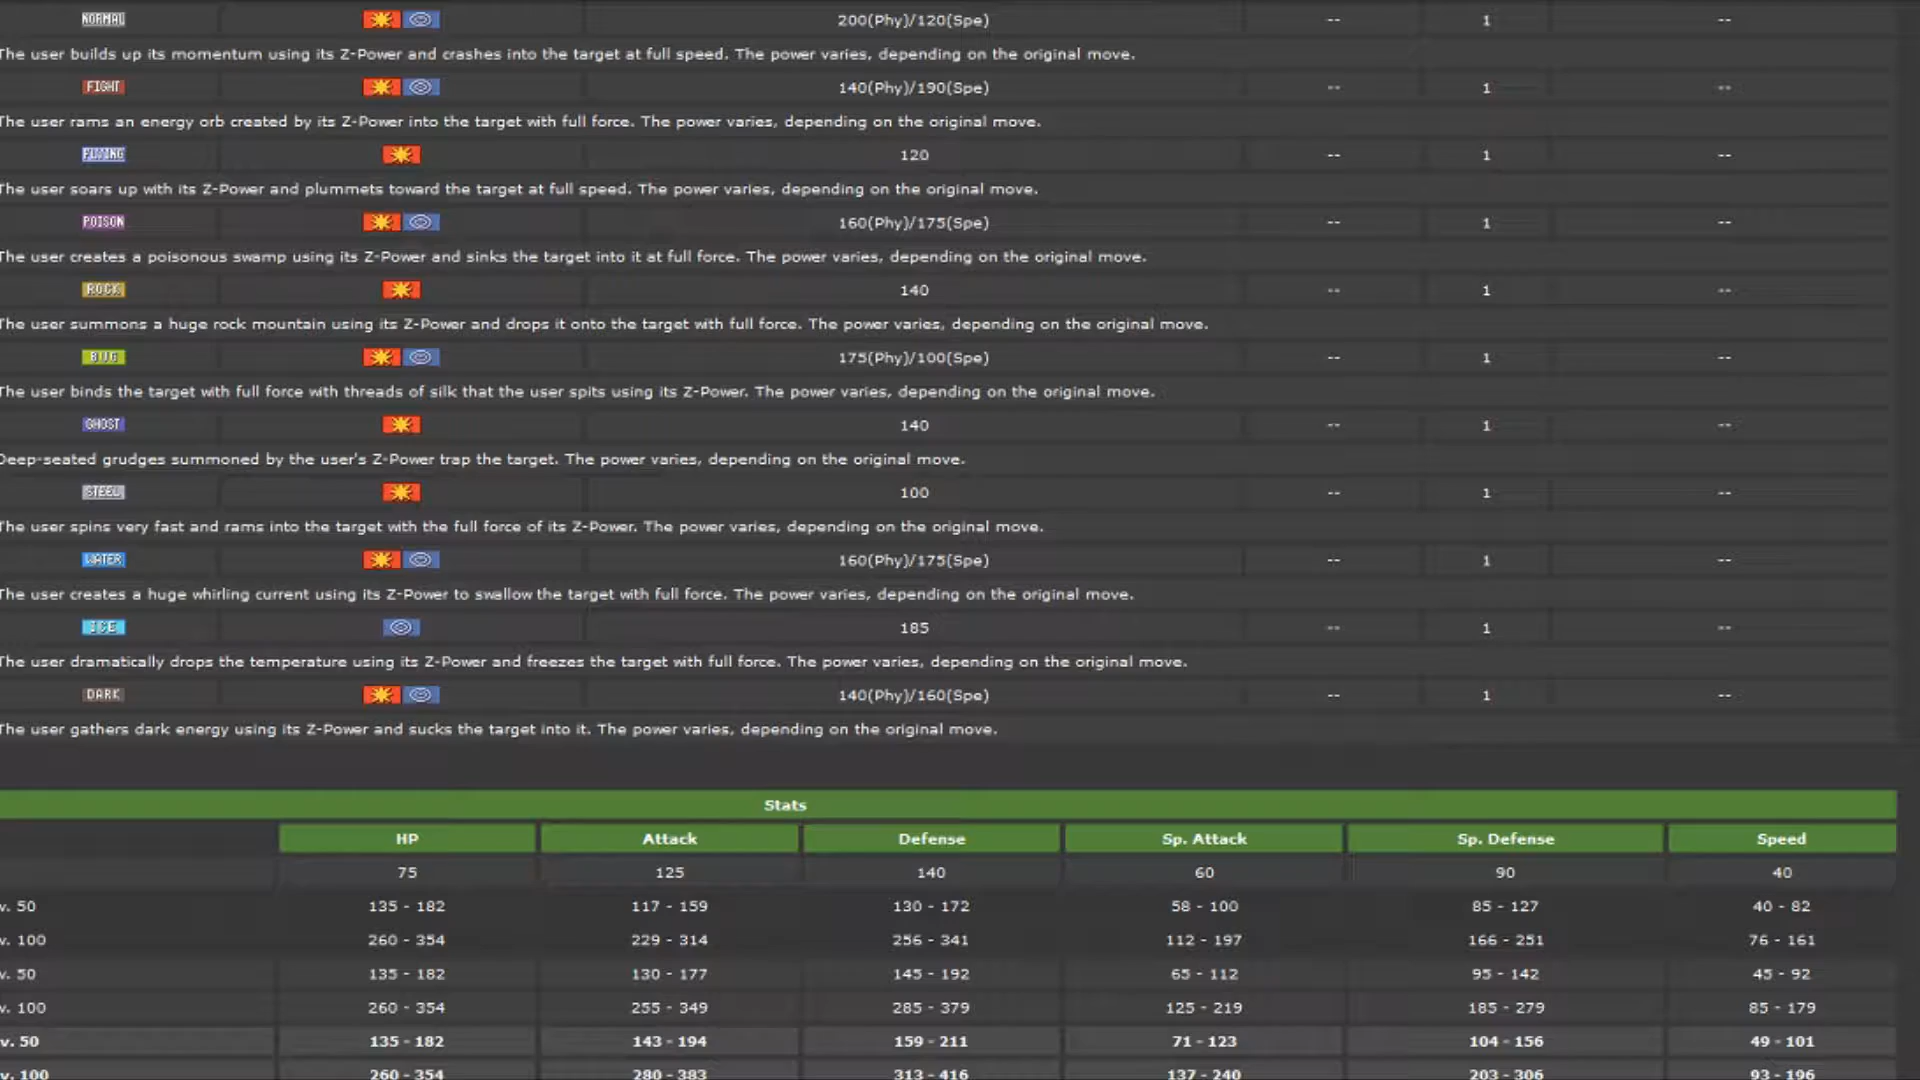 NORMAL 200(Phy)/120(Spe) -- 1 --
The user builds up its momentum using its Z-Power and crashes into the target at full speed. The power varies, depending on the original move.
FIGHT 140(Phy)/190(Spe) -- 1 --
The user rams an energy orb created by its Z-Power into the target with full force. The power varies, depending on the original move.
FLYING 120 -- 1 --
The user soars up with its Z-Power and plummets toward the target at full speed. The power varies, depending on the original move.
POISON 160(Phy)/175(Spe) -- 1 --
The user creates a poisonous swamp using its Z-Power and sinks the target into it at full force. The power varies, depending on the original move.
ROCK 140 -- 1 --
The user summons a huge rock mountain using its Z-Power and drops it onto the target with full force. The power varies, depending on the original move.
BUG 175(Phy)/100(Spe) -- 1 --
The user binds the target with full force with threads of silk that the user spits using its Z-Power. The power varies, depending on the original move.
GHOST 140 -- 1 --
Deep-seated grudges summoned by the user's Z-Power trap the target. The power varies, depending on the original move.
STEEL 100 -- 1 --
The user spins very fast and rams into the target with the full force of its Z-Power. The power varies, depending on the original move.
WATER 160(Phy)/175(Spe) -- 1 --
The user creates a huge whirling current using its Z-Power to swallow the target with full force. The power varies, depending on the original move.
ICE 185 -- 1 --
The user dramatically drops the temperature using its Z-Power and freezes the target with full force. The power varies, depending on the original move.
DARK 140(Phy)/160(Spe) -- 1 --
The user gathers dark energy using its Z-Power and sucks the target into it. The power varies, depending on the original move.
Stats
HP Attack Defense Sp. Attack Sp. Defense Speed
75 125 140 60 90 40
v. 50 135 - 182 117 - 159 130 - 172 58 - 100 85 - 127 40 - 82
v. 100 260 - 354 229 - 314 256 - 341 112 - 197 166 - 251 76 - 161
v. 50 135 - 182 130 - 177 145 - 192 65 - 112 95 - 142 45 - 92
v. 100 260 - 354 255 - 349 285 - 379 125 - 219 185 - 279 85 - 179
v. 50 135 - 182 143 - 194 159 - 211 71 - 123 104 - 156 49 - 101
v. 100 260 - 354 280 - 383 313 - 416 137 - 240 203 - 306 93 - 196